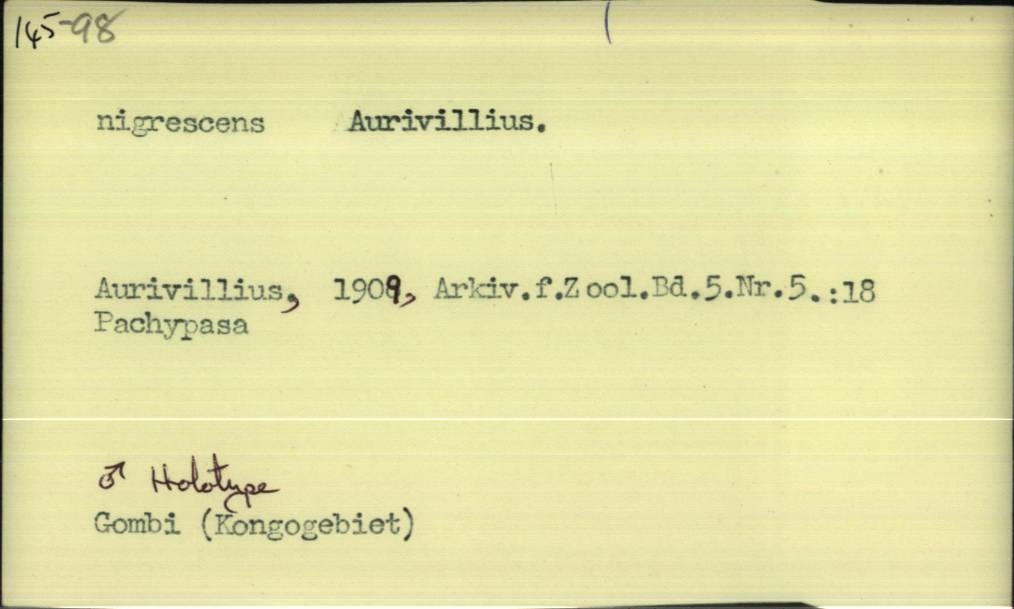 145-98
nigrescens Aurivillius.
Aurivillius, 1909, Arkiv.f.Zool.Bd.5.Nr.5.:18
Pachypasa
♂ Holotype
Gombi (Kongogebiet)